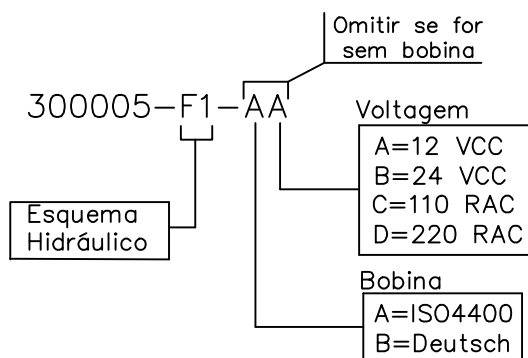 Omitir se for
sem bobina
300005-F1-AA
Voltagem
A=12 VCC
B=24 VCC
C=110 RAC
D=220 RAC
Esquema
Hidráulico
Bobina
A=ISO4400
B=Deutsch